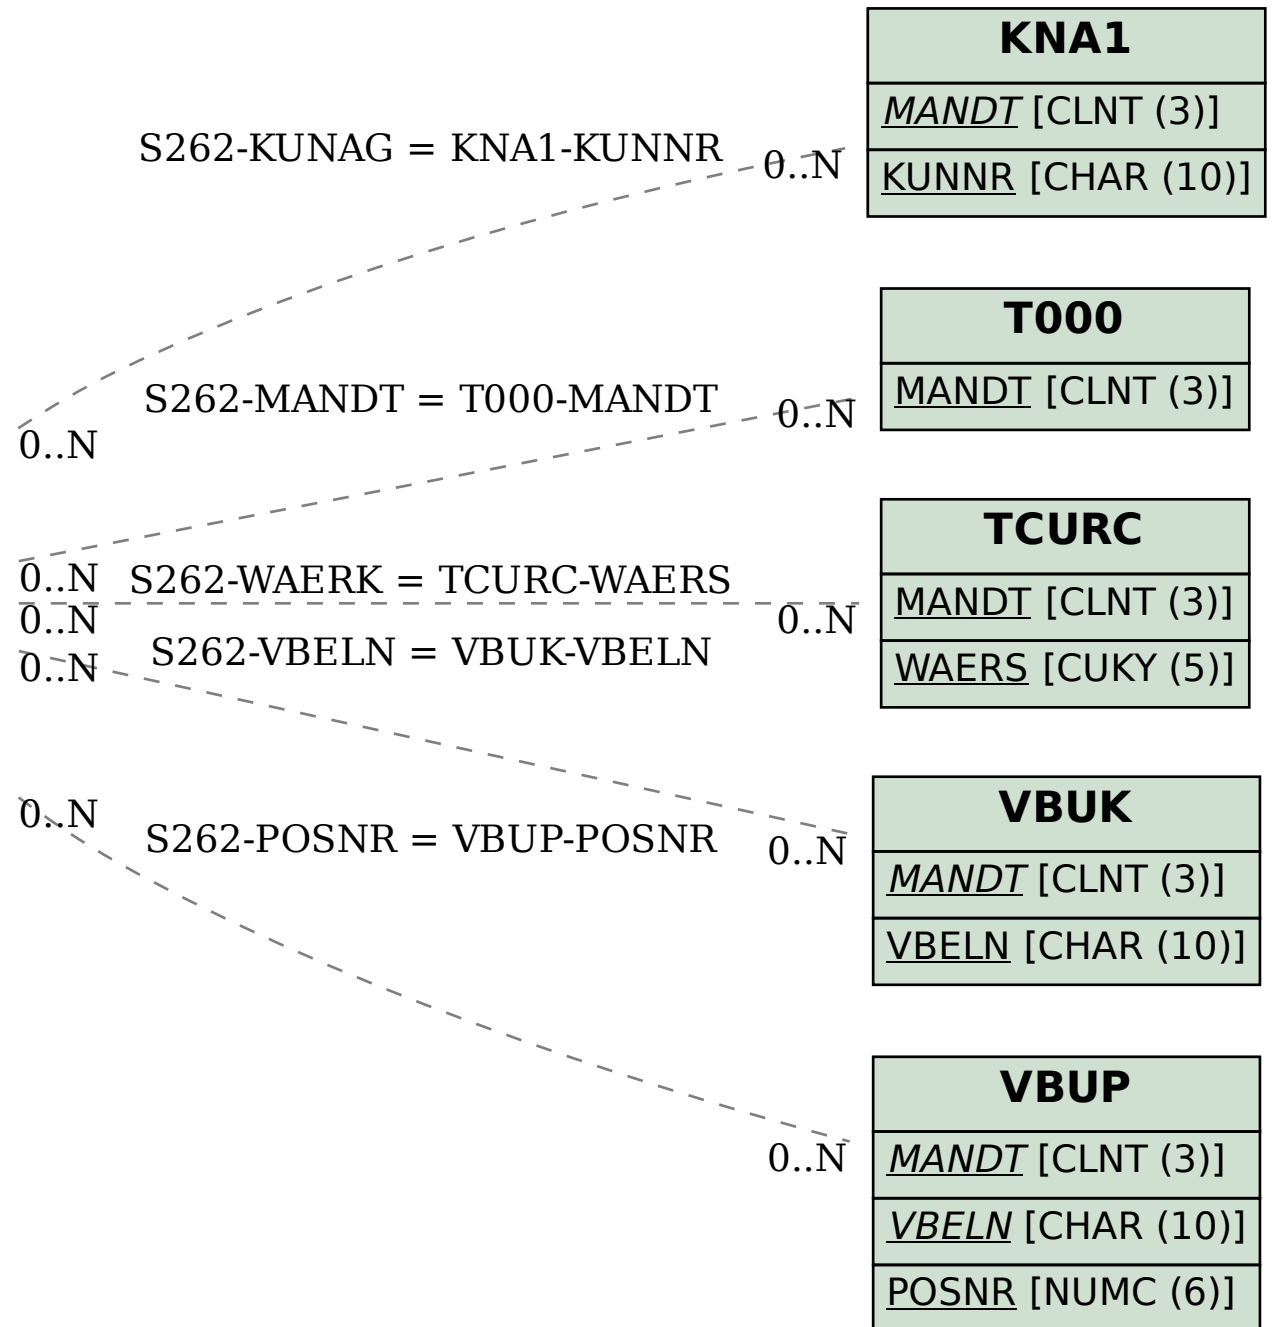 KNA1
MANDT [CLNT (3)]
S262-KUNAG = KNA1-KUNNR
0..N
KUNNR [CHAR (10)]
T000
S262-MANDT = T000-MANDT
0..N
MANDT [CLNT (3)]
0..N
TCURC
0..N
S262-WAERK = TCURC-WAERS
MANDT [CLNT (3)]
0..N
0..N
S262-VBELN = VBUK-VBELN
0..N
WAERS [CUKY (5)]
VBUK
0..N
S262-POSNR = VBUP-POSNR
0..N
MANDT [CLNT (3)]
VBELN [CHAR (10)]
VBUP
0..N
MANDT [CLNT (3)]
VBELN [CHAR (10)]
POSNR [NUMC (6)]